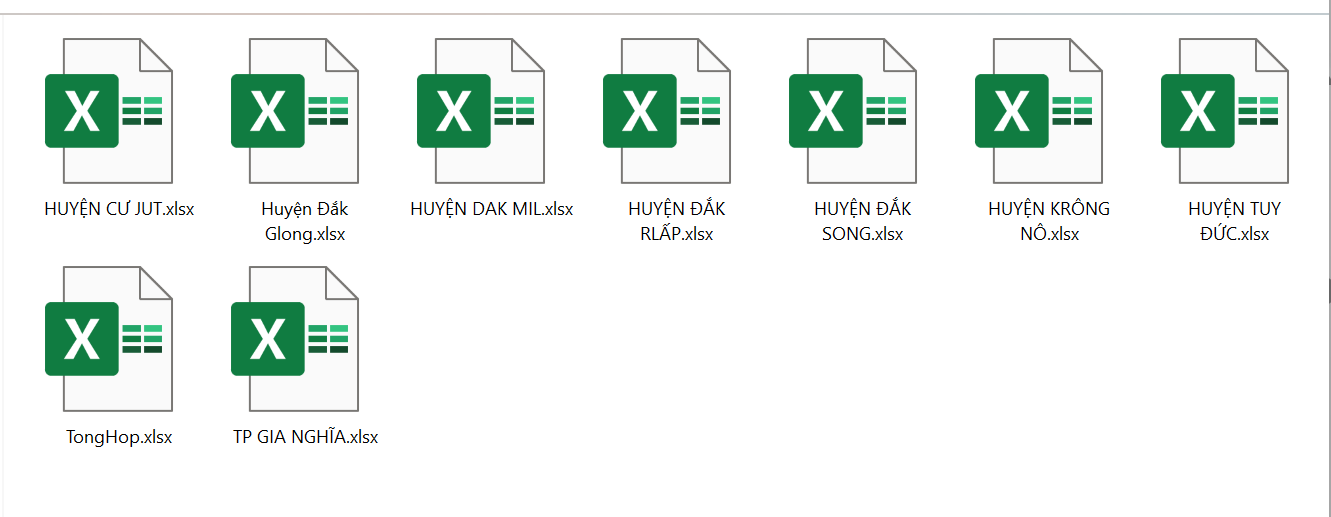 HUYỆN CƯ JUT.xlsx
Huyện Đắk
Glong.xlsx
HUYỆN DAK MIL.xlsx
HUYỆN ĐẮK
RLẤP.xlsx
HUYỆN ĐẮK
SONG.xlsx
HUYỆN KRÔNG
NÔ.xlsx
HUYỆN TUY
ĐỨC.xlsx
TongHop.xlsx
TP GIA NGHĨA.xlsx